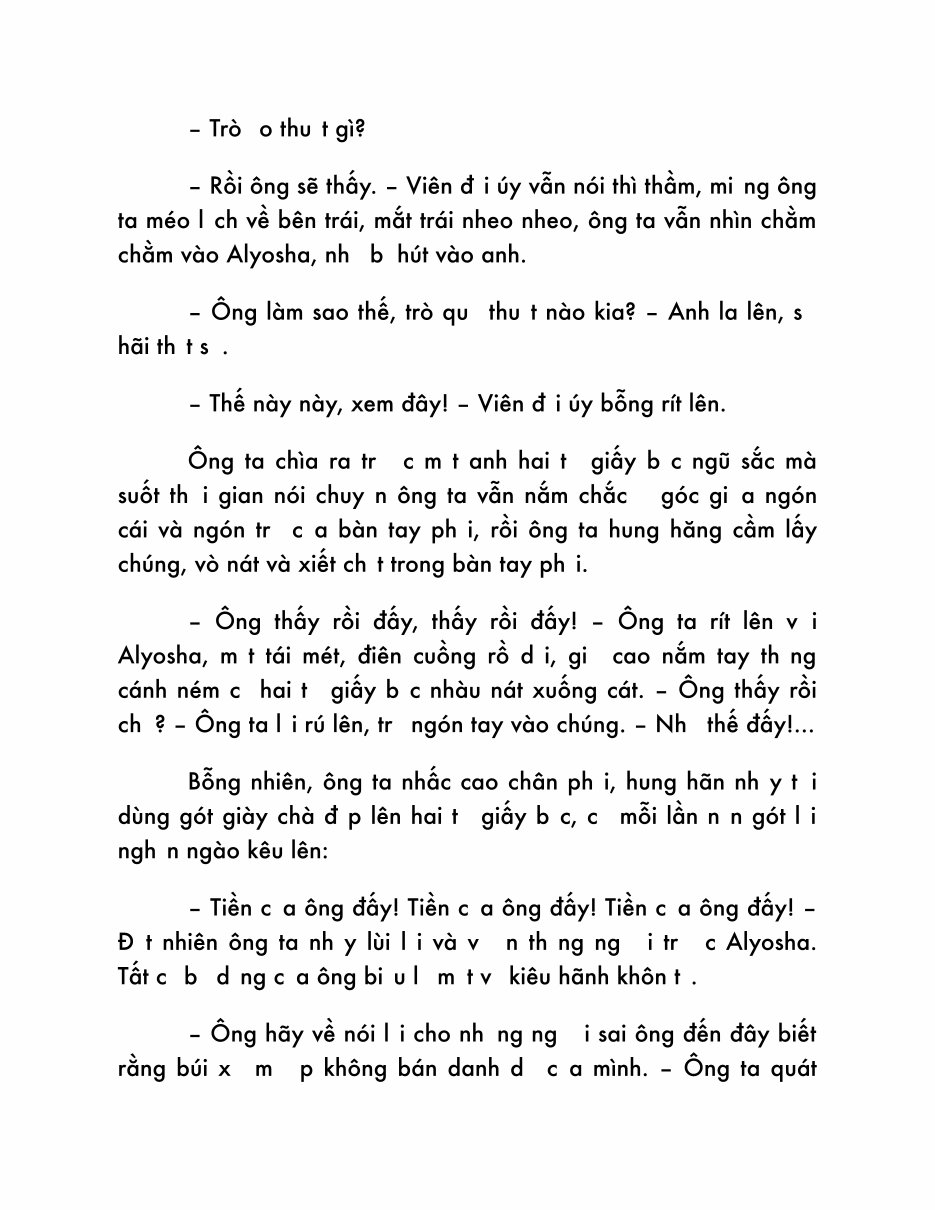 – Trò  o thu t gì?
– Rồi ông sẽ thấy. – Viên đ i úy vẫn nói thì thầm, mi ng ông
ta méo l ch về bên trái, mắt trái nheo nheo, ông ta vẫn nhìn chằm
chằm vào Alyosha, nh  b  hút vào anh.
– Ông làm sao thế, trò qu  thu t nào kia? – Anh la lên, s
hãi th t s .
– Thế này này, xem đây! – Viên đ i úy bỗng rít lên.
Ông ta chìa ra tr  c m t anh hai t  giấy b c ngũ sắc mà
suốt th i gian nói chuy n ông ta vẫn nắm chắc   góc gi a ngón
cái và ngón tr  c a bàn tay ph i, rồi ông ta hung hăng cầm lấy
chúng, vò nát và xiết ch t trong bàn tay ph i.
– Ông thấy rồi đấy, thấy rồi đấy! – Ông ta rít lên v i
Alyosha, m t tái mét, điên cuồng rồ d i, gi  cao nắm tay th ng
cánh ném c  hai t  giấy b c nhàu nát xuống cát. – Ông thấy rồi
ch ? – Ông ta l i rú lên, tr  ngón tay vào chúng. – Nh  thế đấy!...
Bỗng nhiên, ông ta nhấc cao chân ph i, hung hãn nh y t i
dùng gót giày chà đ p lên hai t  giấy b c, c  mỗi lần n n gót l i
ngh n ngào kêu lên:
– Tiền c a ông đấy! Tiền c a ông đấy! Tiền c a ông đấy! –
Đ t nhiên ông ta nh y lùi l i và v  n th ng ng  i tr  c Alyosha.
Tất c  b  d ng c a ông bi u l  m t v  kiêu hãnh khôn t .
– Ông hãy về nói l i cho nh ng ng  i sai ông đến đây biết
rằng búi x  m  p không bán danh d  c a mình. – Ông ta quát